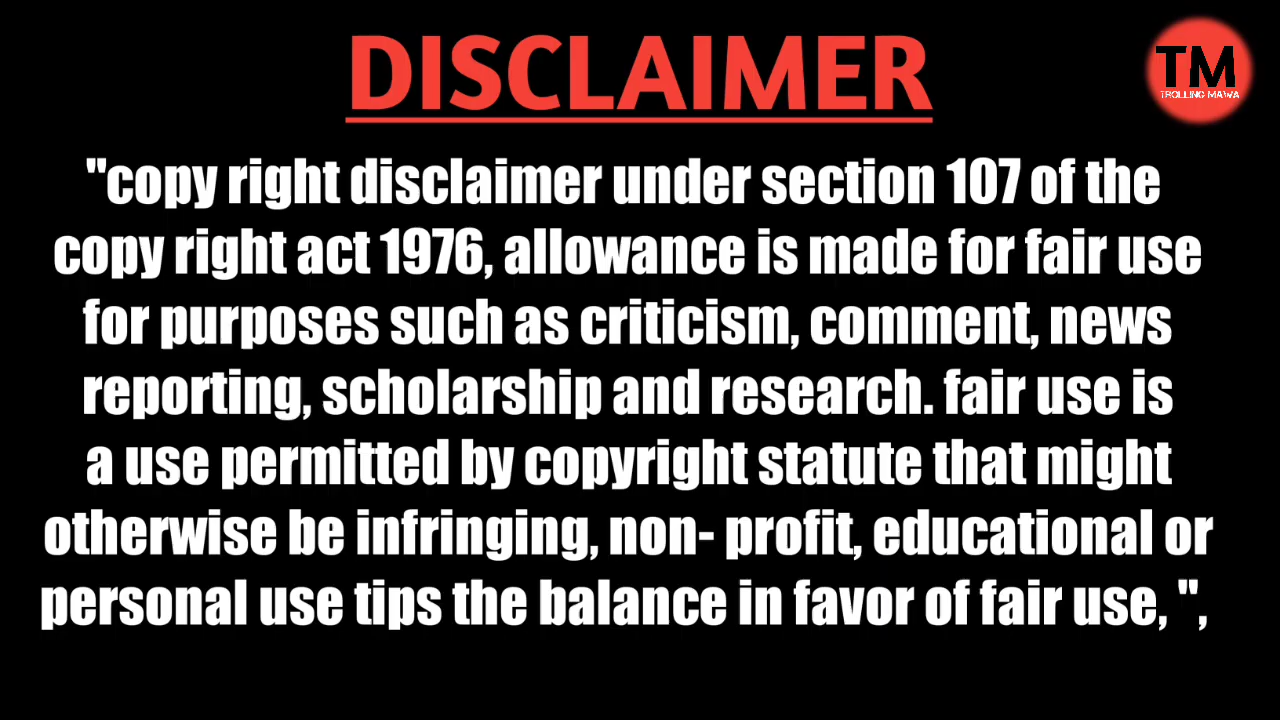 DISCLAIMER
TM
TROLLING MAWA
"copy right disclaimer under section 107 of the
copy right act 1976, allowance is made for fair use
for purposes such as criticism, comment, news
reporting, scholarship and research. fair use is
a use permitted by copyright statute that might
otherwise be infringing, non- profit, educational or
personal use tips the balance in favor of fair use, ",